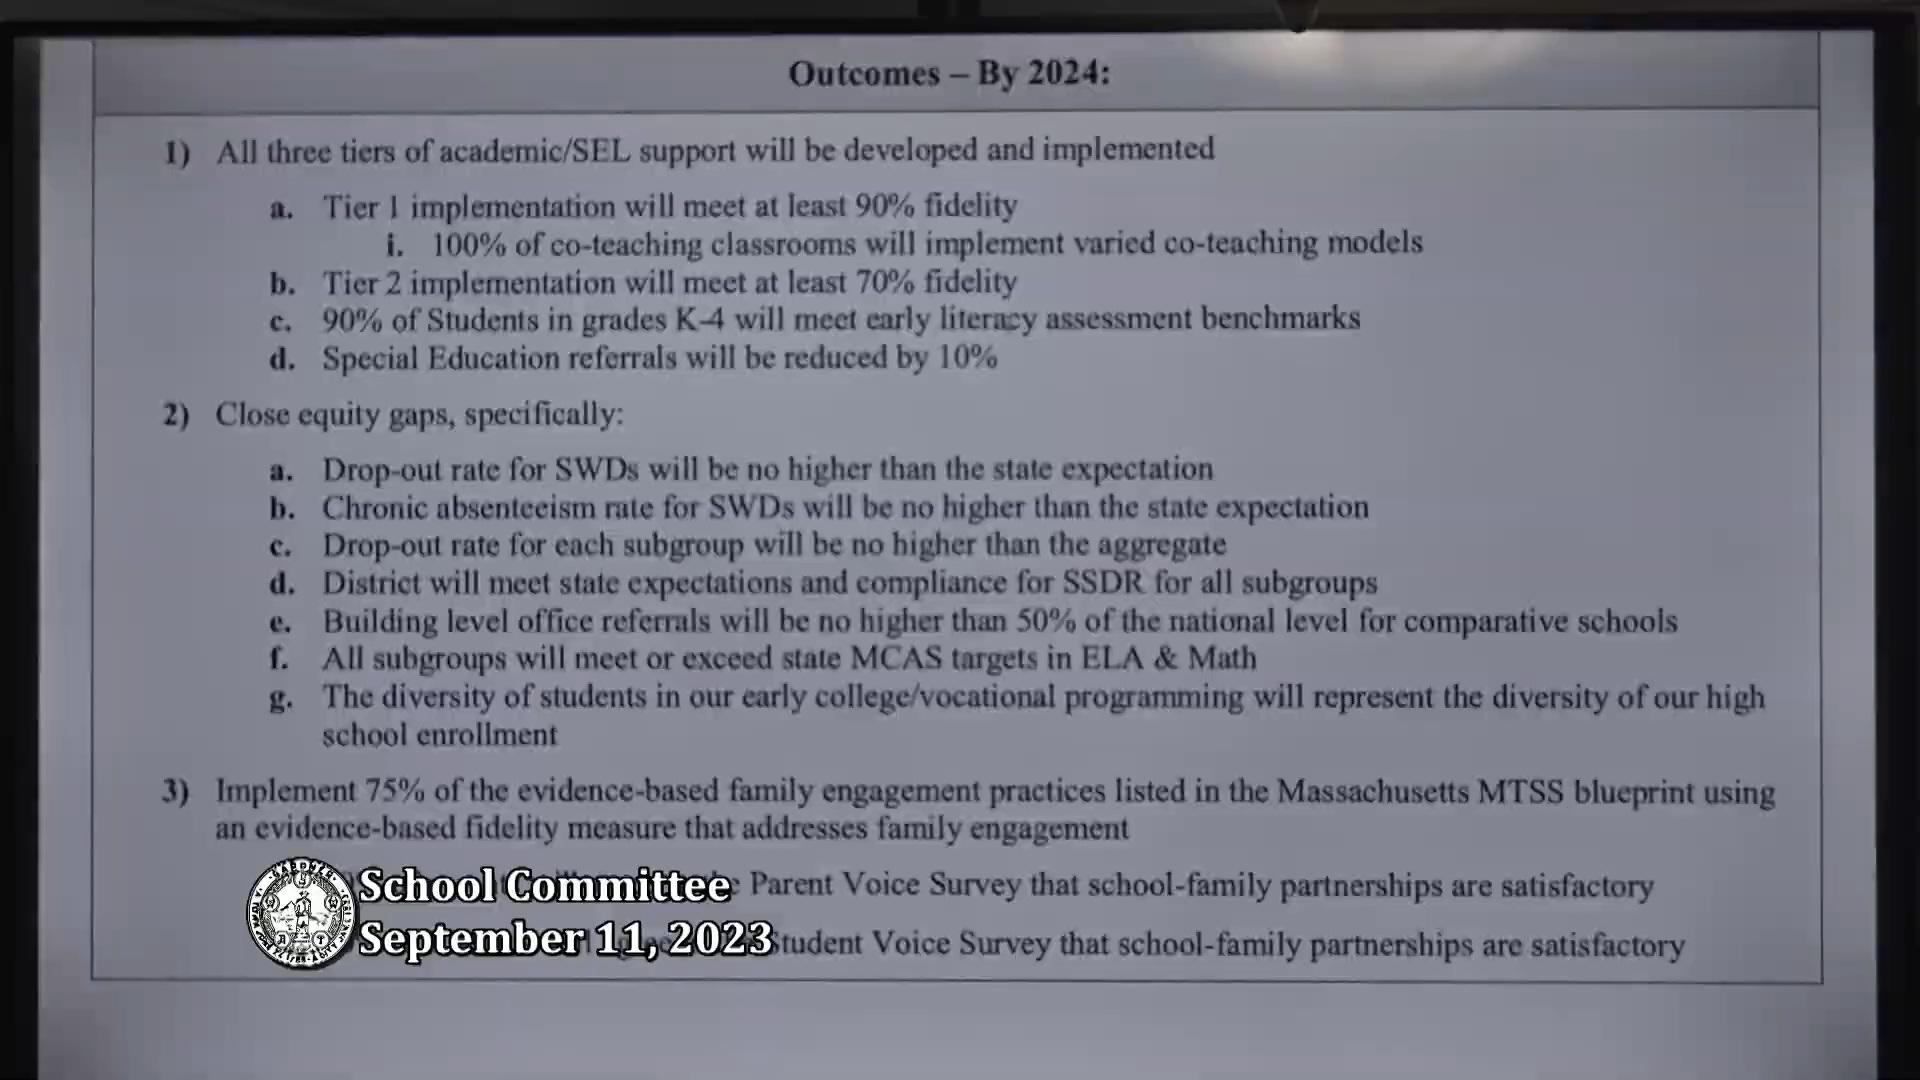 Outcomes – By 2024:
1) All three tiers of academic/SEL support will be developed and implemented
a. Tier 1 implementation will meet at least 90% fidelity
i. 100% of co-teaching classrooms will implement varied co-teaching models
b. Tier 2 implementation will meet at least 70% fidelity
c. 90% of Students in grades K-4 will meet early literacy assessment benchmarks
d. Special Education referrals will be reduced by 10%
2) Close equity gaps, specifically:
a. Drop-out rate for SWDs will be no higher than the state expectation
b. Chronic absenteeism rate for SWDs will be no higher than the state expectation
c. Drop-out rate for each subgroup will be no higher than the aggregate
d. District will meet state expectations and compliance for SSDR for all subgroups
e. Building level office referrals will be no higher than 50% of the national level for comparative schools
f. All subgroups will meet or exceed state MCAS targets in ELA & Math
g. The diversity of students in our early college/vocational programming will represent the diversity of our high
school enrollment
3) Implement 75% of the evidence-based family engagement practices listed in the Massachusetts MTSS blueprint using
an evidence-based fidelity measure that addresses family engagement
School Committee
Parent Voice Survey that school-family partnerships are satisfactory
September 11, 2023
Student Voice Survey that school-family partnerships are satisfactory